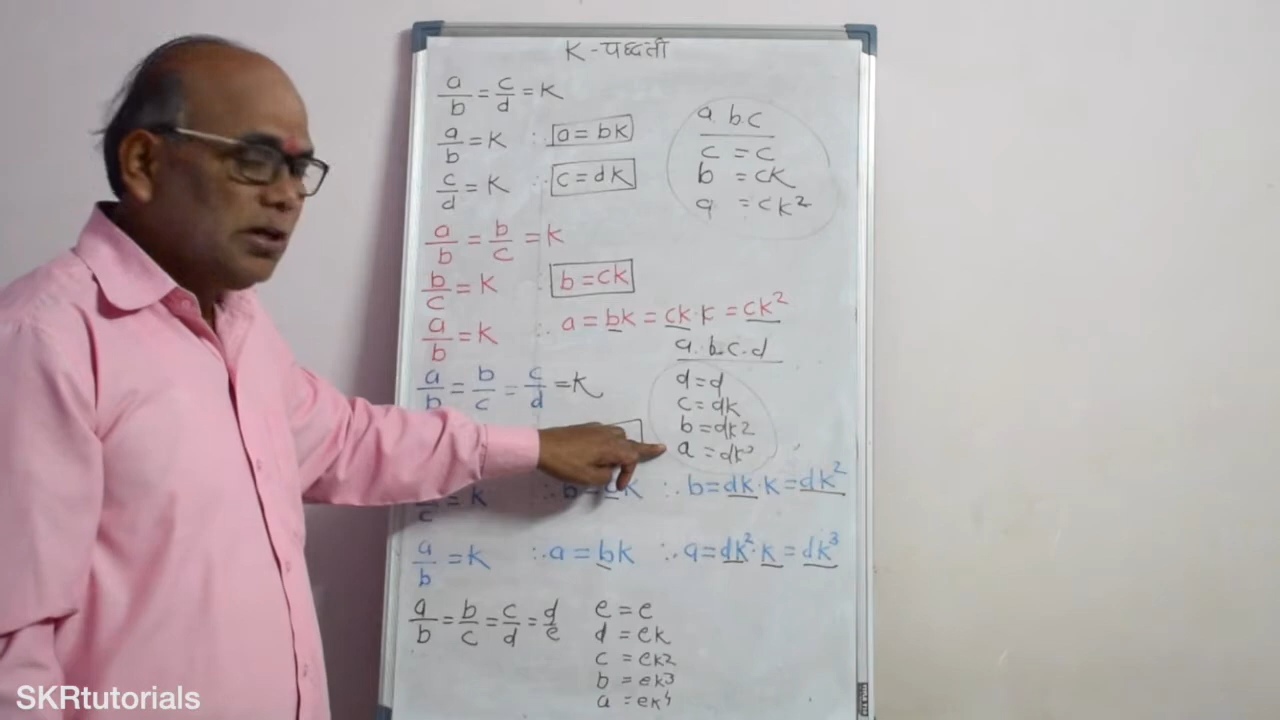 K-पद्धती
a/b = c/d = K
a/b = K ∴ a = bK
c/d = K ∴ c = dK
a b c
c = c
b = cK
a = cK²
a/b = b/c = K
b/c = K ∴ b = cK
a/b = K ∴ a = bK = cK·K = cK²
a b c d
a/b = b/c = c/d = K
d = d
c = dK
b = dK2
a = dK³
c = K ∴ b = cK ∴ b = dK·K = dK²
a/b = K ∴ a = bK ∴ a = dK²·K = dK³
a/b = b/c = c/d = d/e
e = e
d = eK
c = eK2
b = eK3
a = eK4
SKRtutorials